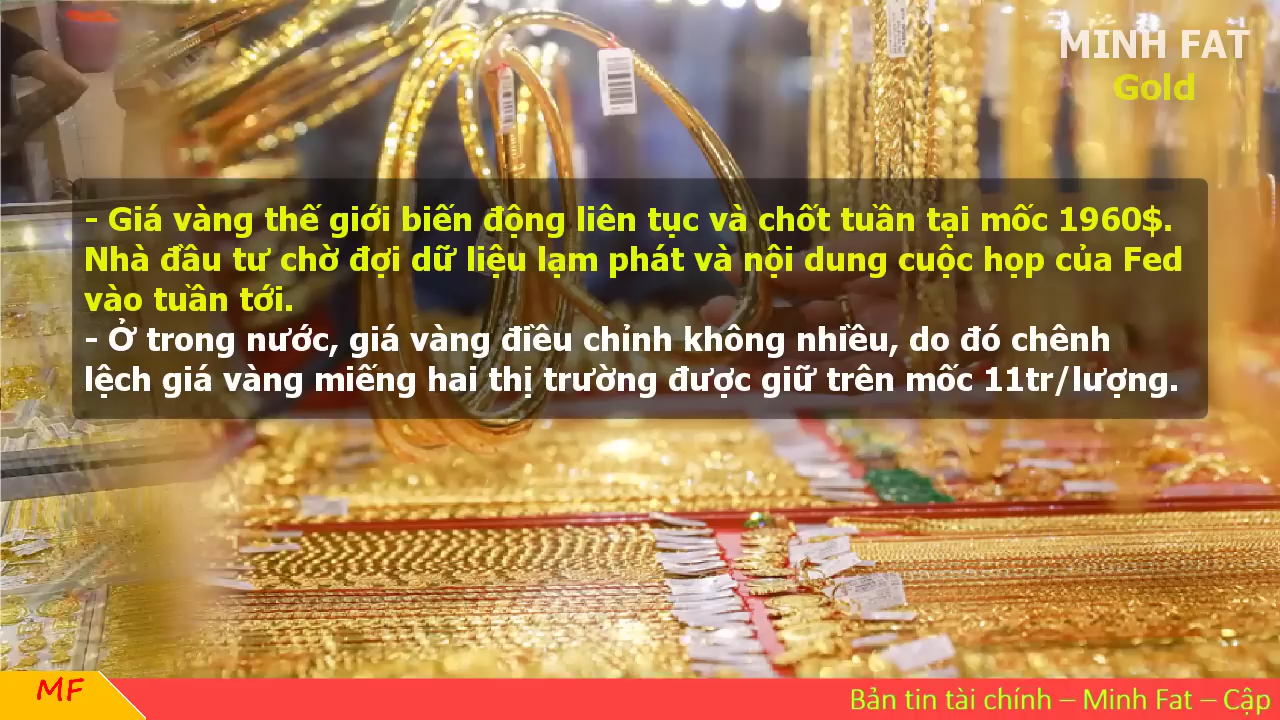 MINH FAT
Gold
- Giá vàng thế giới biến động liên tục và chốt tuần tại mốc 1960$.
Nhà đầu tư chờ đợi dữ liệu lạm phát và nội dung cuộc họp của Fed
vào tuần tới.
- Ở trong nước, giá vàng điều chỉnh không nhiều, do đó chênh
lệch giá vàng miếng hai thị trường được giữ trên mốc 11tr/lượng.
MF
Bản tin tài chính – Minh Fat – Cập